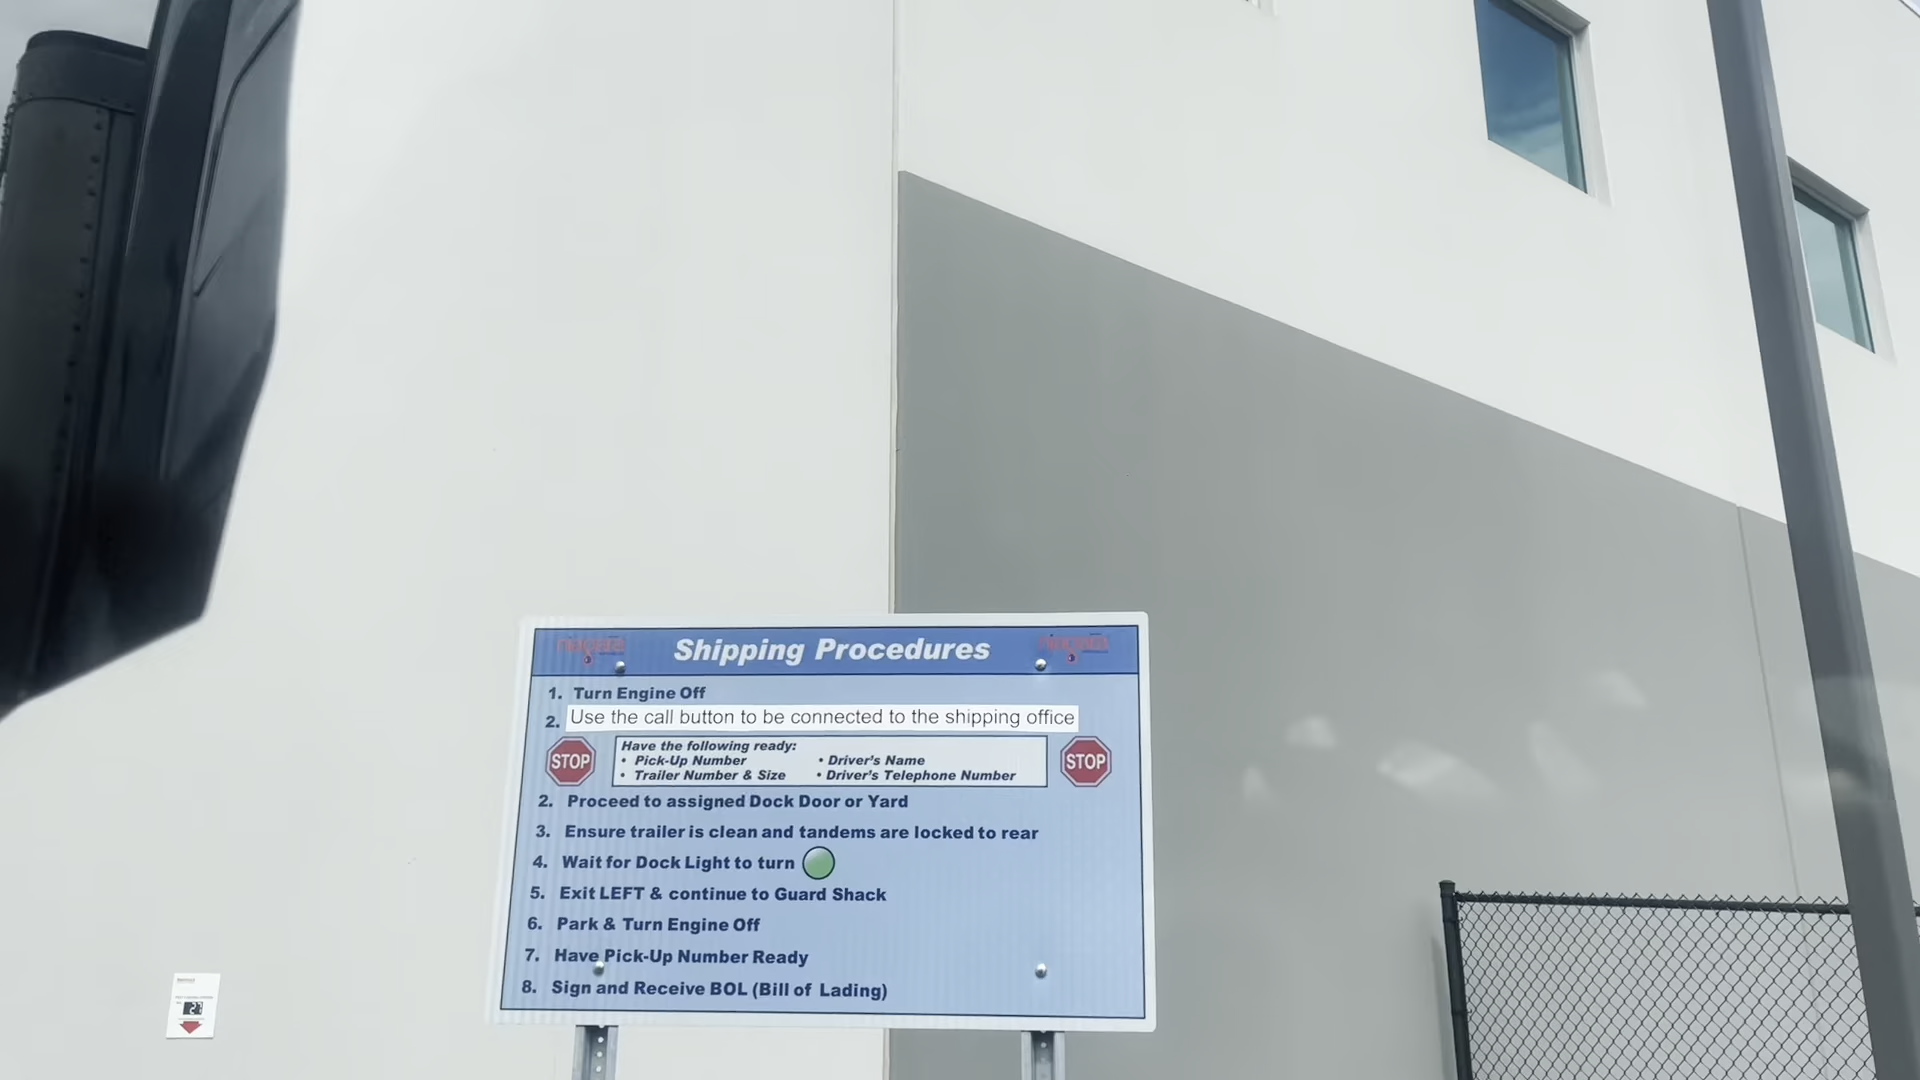 niagara Shipping Procedures niagara
1. Turn Engine Off
2. Use the call button to be connected to the shipping office
STOP
Have the following ready:
• Pick-Up Number • Driver's Name
• Trailer Number & Size • Driver's Telephone Number
STOP
2. Proceed to assigned Dock Door or Yard
3. Ensure trailer is clean and tandems are locked to rear
4. Wait for Dock Light to turn
5. Exit LEFT & continue to Guard Shack
6. Park & Turn Engine Off
7. Have Pick-Up Number Ready
8. Sign and Receive BOL (Bill of Lading)
27